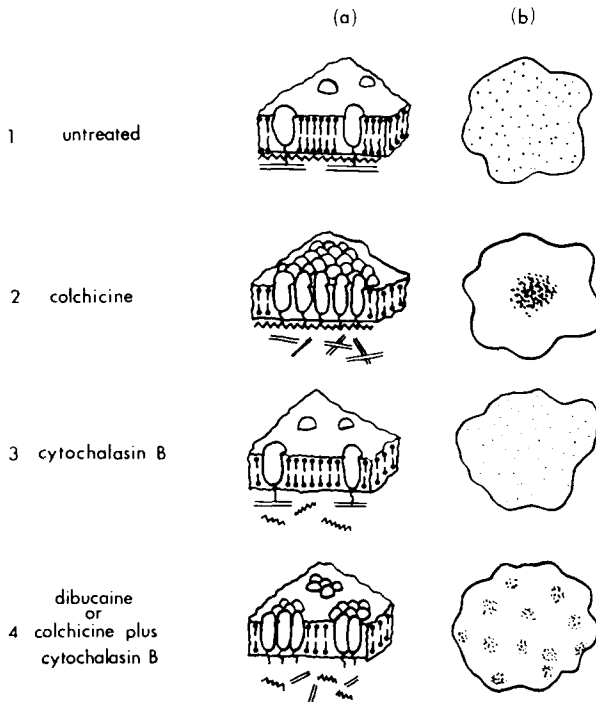 (a) (b)
1 untreated
2 colchicine
3 cytochalasin B
dibucaine
or
4 colchicine plus
cytochalasin B